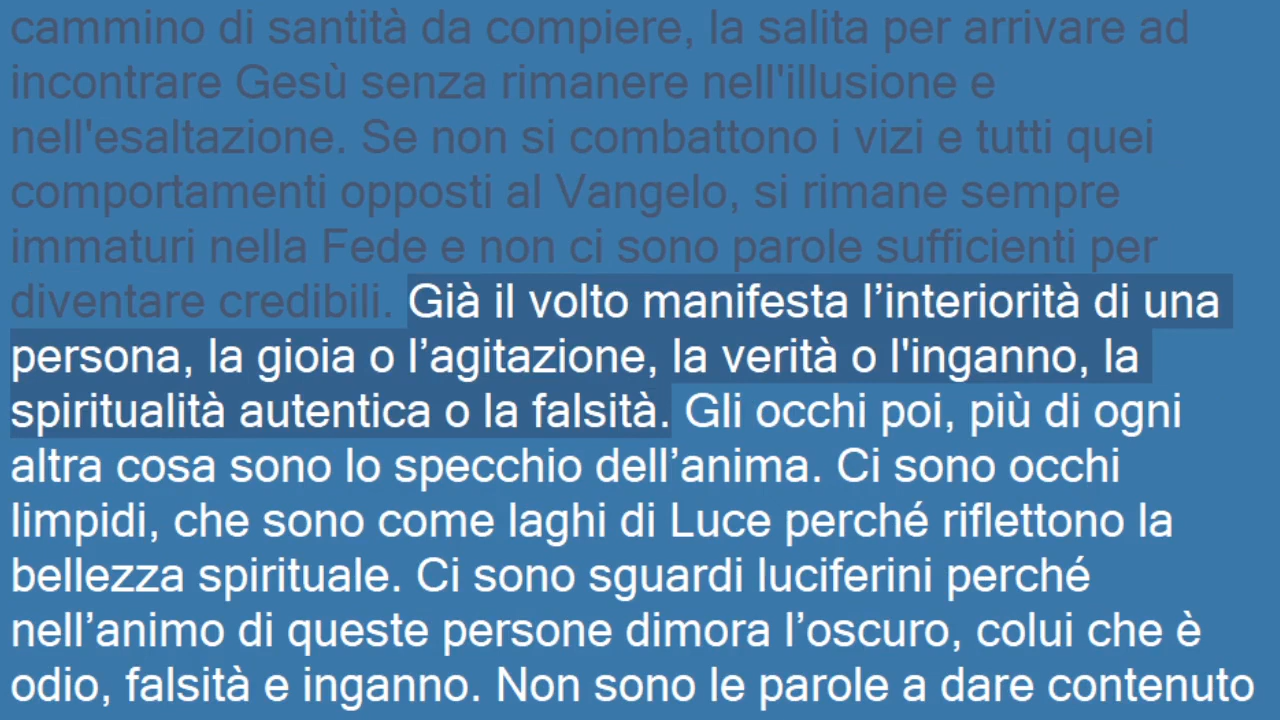 cammino di santità da compiere, la salita per arrivare ad
incontrare Gesù senza rimanere nell'illusione e
nell'esaltazione. Se non si combattono i vizi e tutti quei
comportamenti opposti al Vangelo, si rimane sempre
immaturi nella Fede e non ci sono parole sufficienti per
diventare credibili. Già il volto manifesta l’interiorità di una
persona, la gioia o l’agitazione, la verità o l'inganno, la
spiritualità autentica o la falsità. Gli occhi poi, più di ogni
altra cosa sono lo specchio dell’anima. Ci sono occhi
limpidi, che sono come laghi di Luce perché riflettono la
bellezza spirituale. Ci sono sguardi luciferini perché
nell’animo di queste persone dimora l’oscuro, colui che è
odio, falsità e inganno. Non sono le parole a dare contenuto